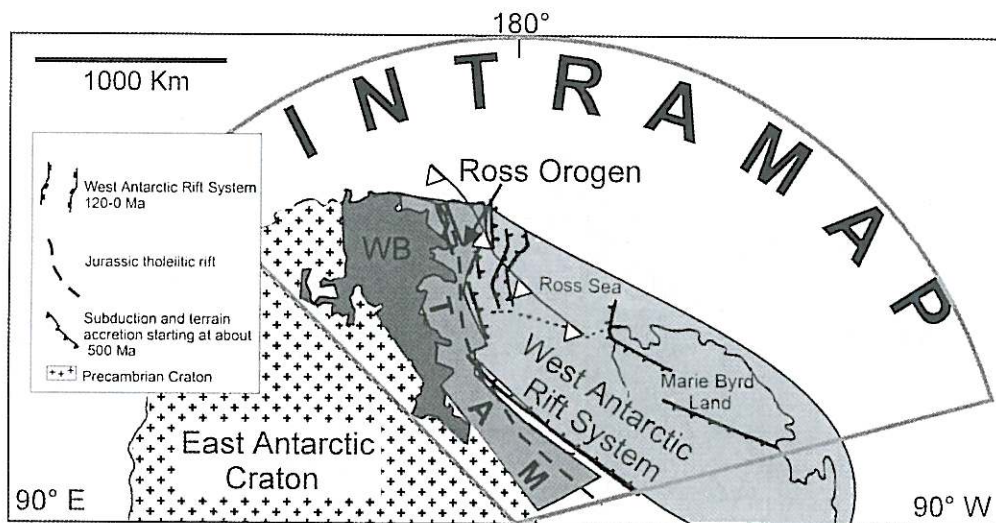 180°
1000 Km
INTRAMAP
West Antarctic Rift System
120-0 Ma
Jurassic tholeiitic rift
Subduction and terrain
accretion starting at about
500 Ma
Precambrian Craton
Ross Orogen
WB
Ross Sea
T
A
M
West Antarctic
Rift System
Marie Byrd
Land
East Antarctic
Craton
90° E
90° W